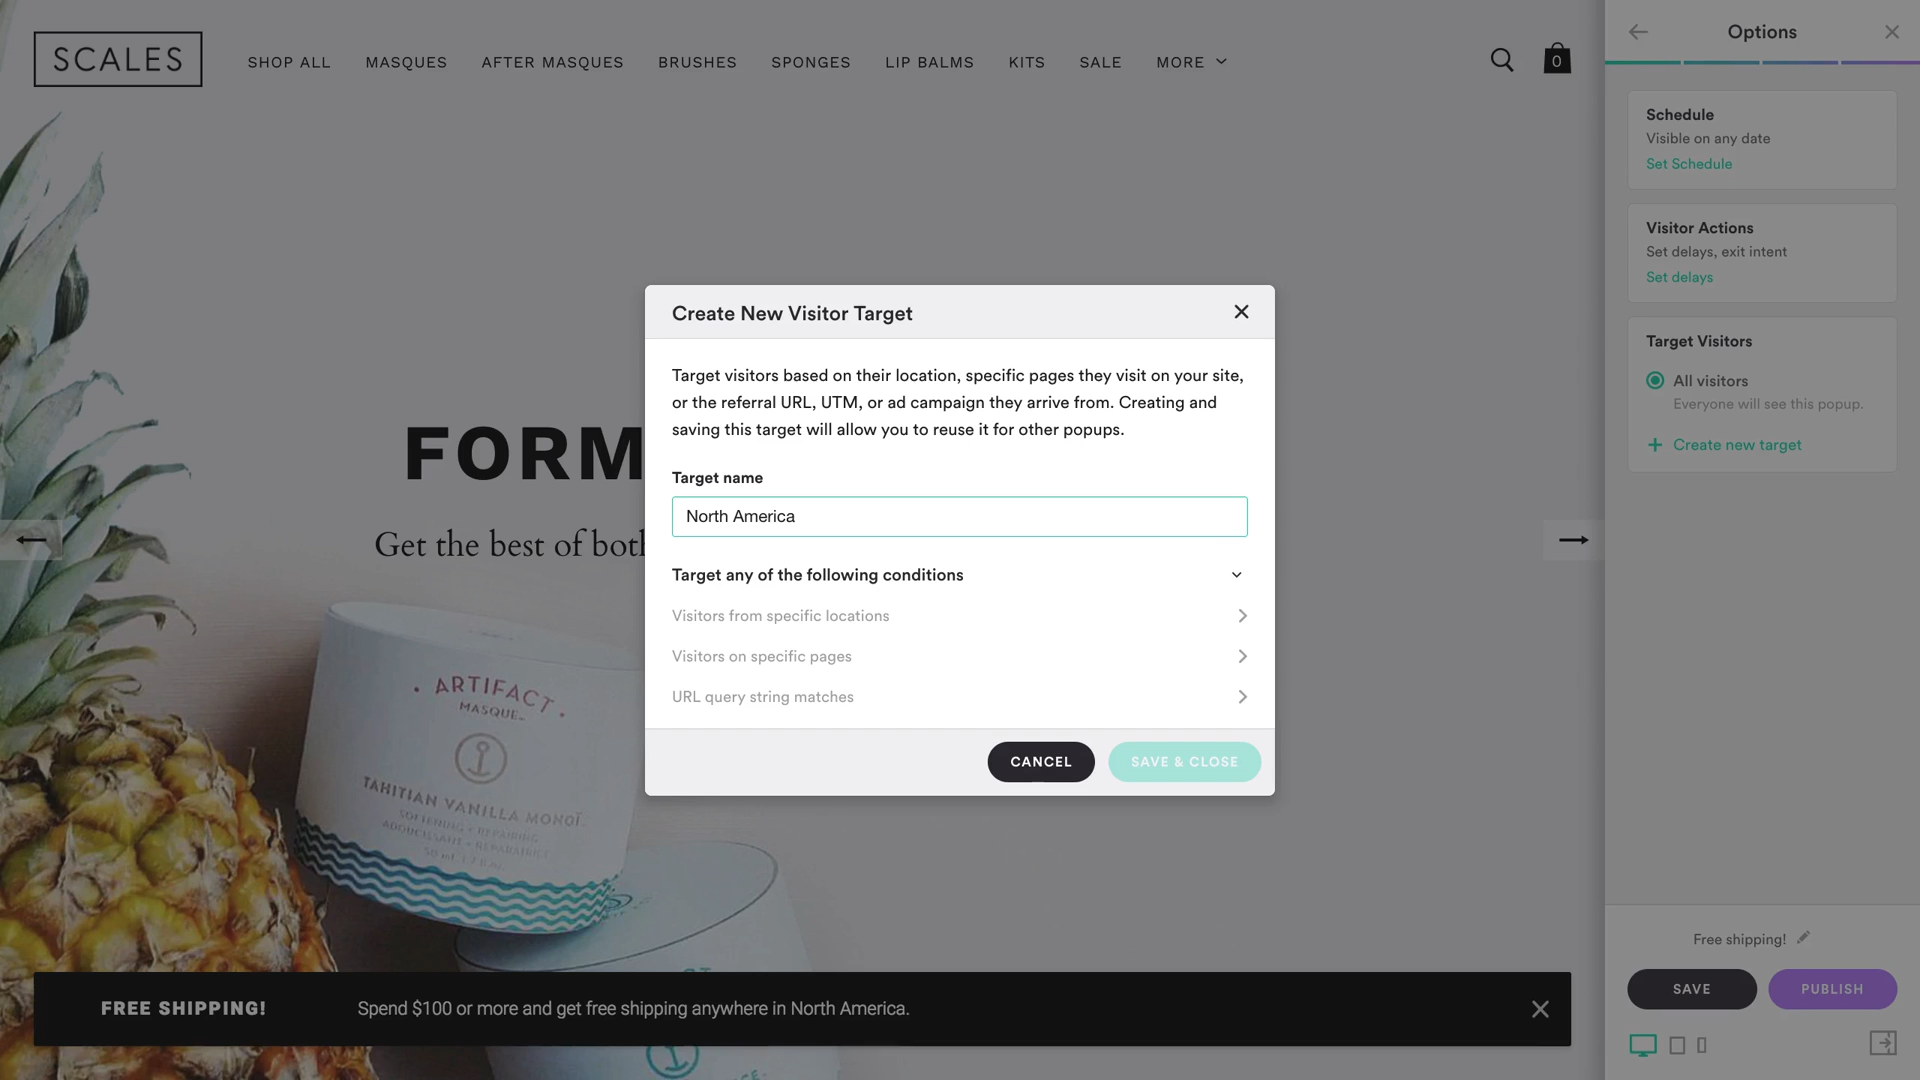 SCALES
SHOP ALL
MASQUES
AFTER MASQUES
BRUSHES
SPONGES
LIP BALMS
KITS
SALE
MORE
0
FORM
Get the best of both
ARTIFACT
MASQUE
TAHITIAN VANILLA MONOÏ
SOFTENING + REPAIRING
ADOUCISSANT + RÉPARATRICE
FREE SHIPPING!
Spend $100 or more and get free shipping anywhere in North America.
Create New Visitor Target
Target visitors based on their location, specific pages they visit on your site,
or the referral URL, UTM, or ad campaign they arrive from. Creating and
saving this target will allow you to reuse it for other popups.
Target name
North America
Target any of the following conditions
Visitors from specific locations
Visitors on specific pages
URL query string matches
CANCEL
SAVE & CLOSE
Options
Schedule
Visible on any date
Set Schedule
Visitor Actions
Set delays, exit intent
Set delays
Target Visitors
All visitors
Everyone will see this popup.
Create new target
Free shipping!
SAVE
PUBLISH